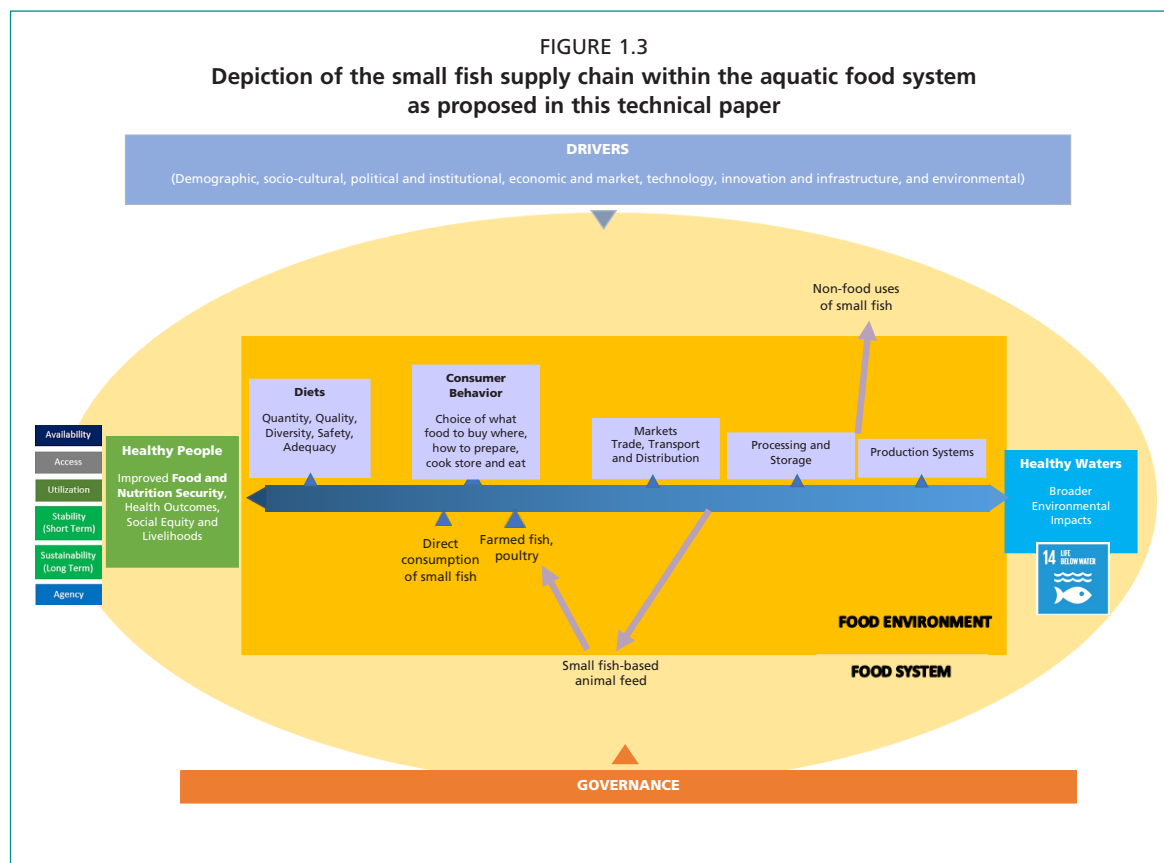 FIGURE 1.3
Depiction of the small fish supply chain within the aquatic food system
as proposed in this technical paper
DRIVERS
(Demographic, socio-cultural, political and institutional, economic and market, technology, innovation and infrastructure, and environmental)
Non-food uses
of small fish
Diets
Quantity, Quality,
Diversity, Safety,
Adequacy
Consumer
Behavior
Choice of what
food to buy where,
how to prepare,
cook store and eat
Markets
Trade, Transport
and Distribution
Processing and
Storage
Production Systems
Availability
Access
Utilization
Stability
(Short Term)
Sustainability
(Long Term)
Agency
Healthy People
Improved Food and
Nutrition Security,
Health Outcomes,
Social Equity and
Livelihoods
Healthy Waters
Broader
Environmental
Impacts
14 LIFE
BELOW WATER
Direct
consumption
of small fish
Farmed fish,
poultry
Small fish-based
animal feed
FOOD ENVIRONMENT
FOOD SYSTEM
GOVERNANCE